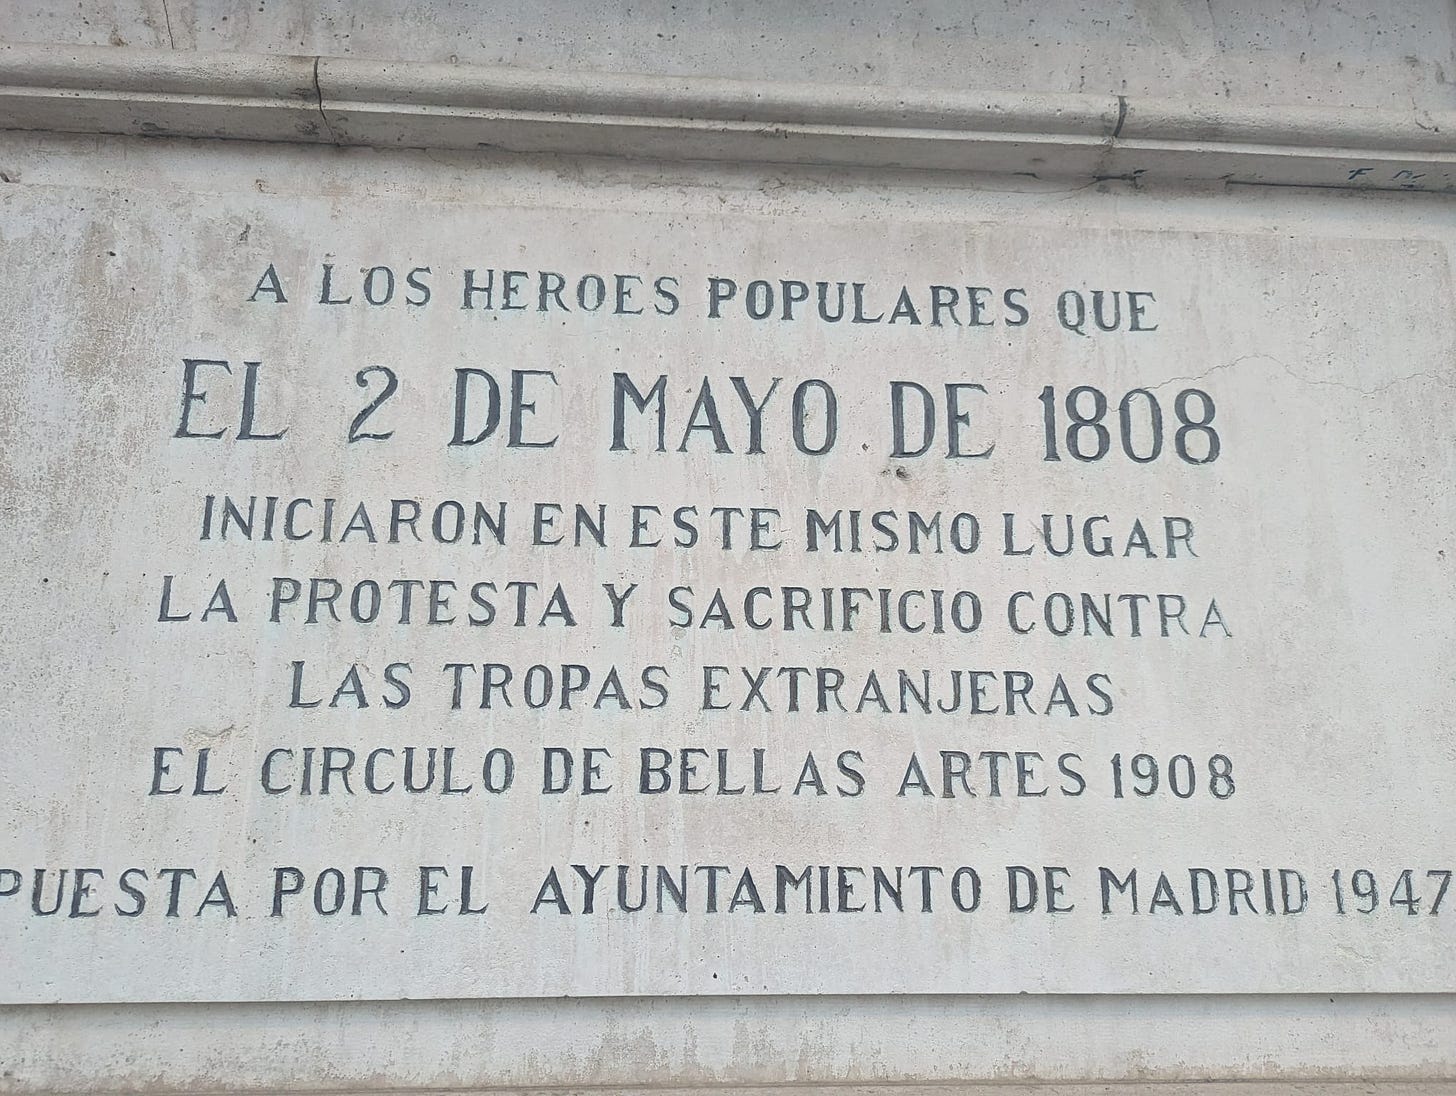 A LOS HEROES POPULARES QUE
EL 2 DE MAYO DE 1808
INICIARON EN ESTE MISMO LUGAR
LA PROTESTA Y SACRIFICIO CONTRA
LAS TROPAS EXTRANJERAS
EL CIRCULO DE BELLAS ARTES 1908
PUESTA POR EL AYUNTAMIENTO DE MADRID 1947